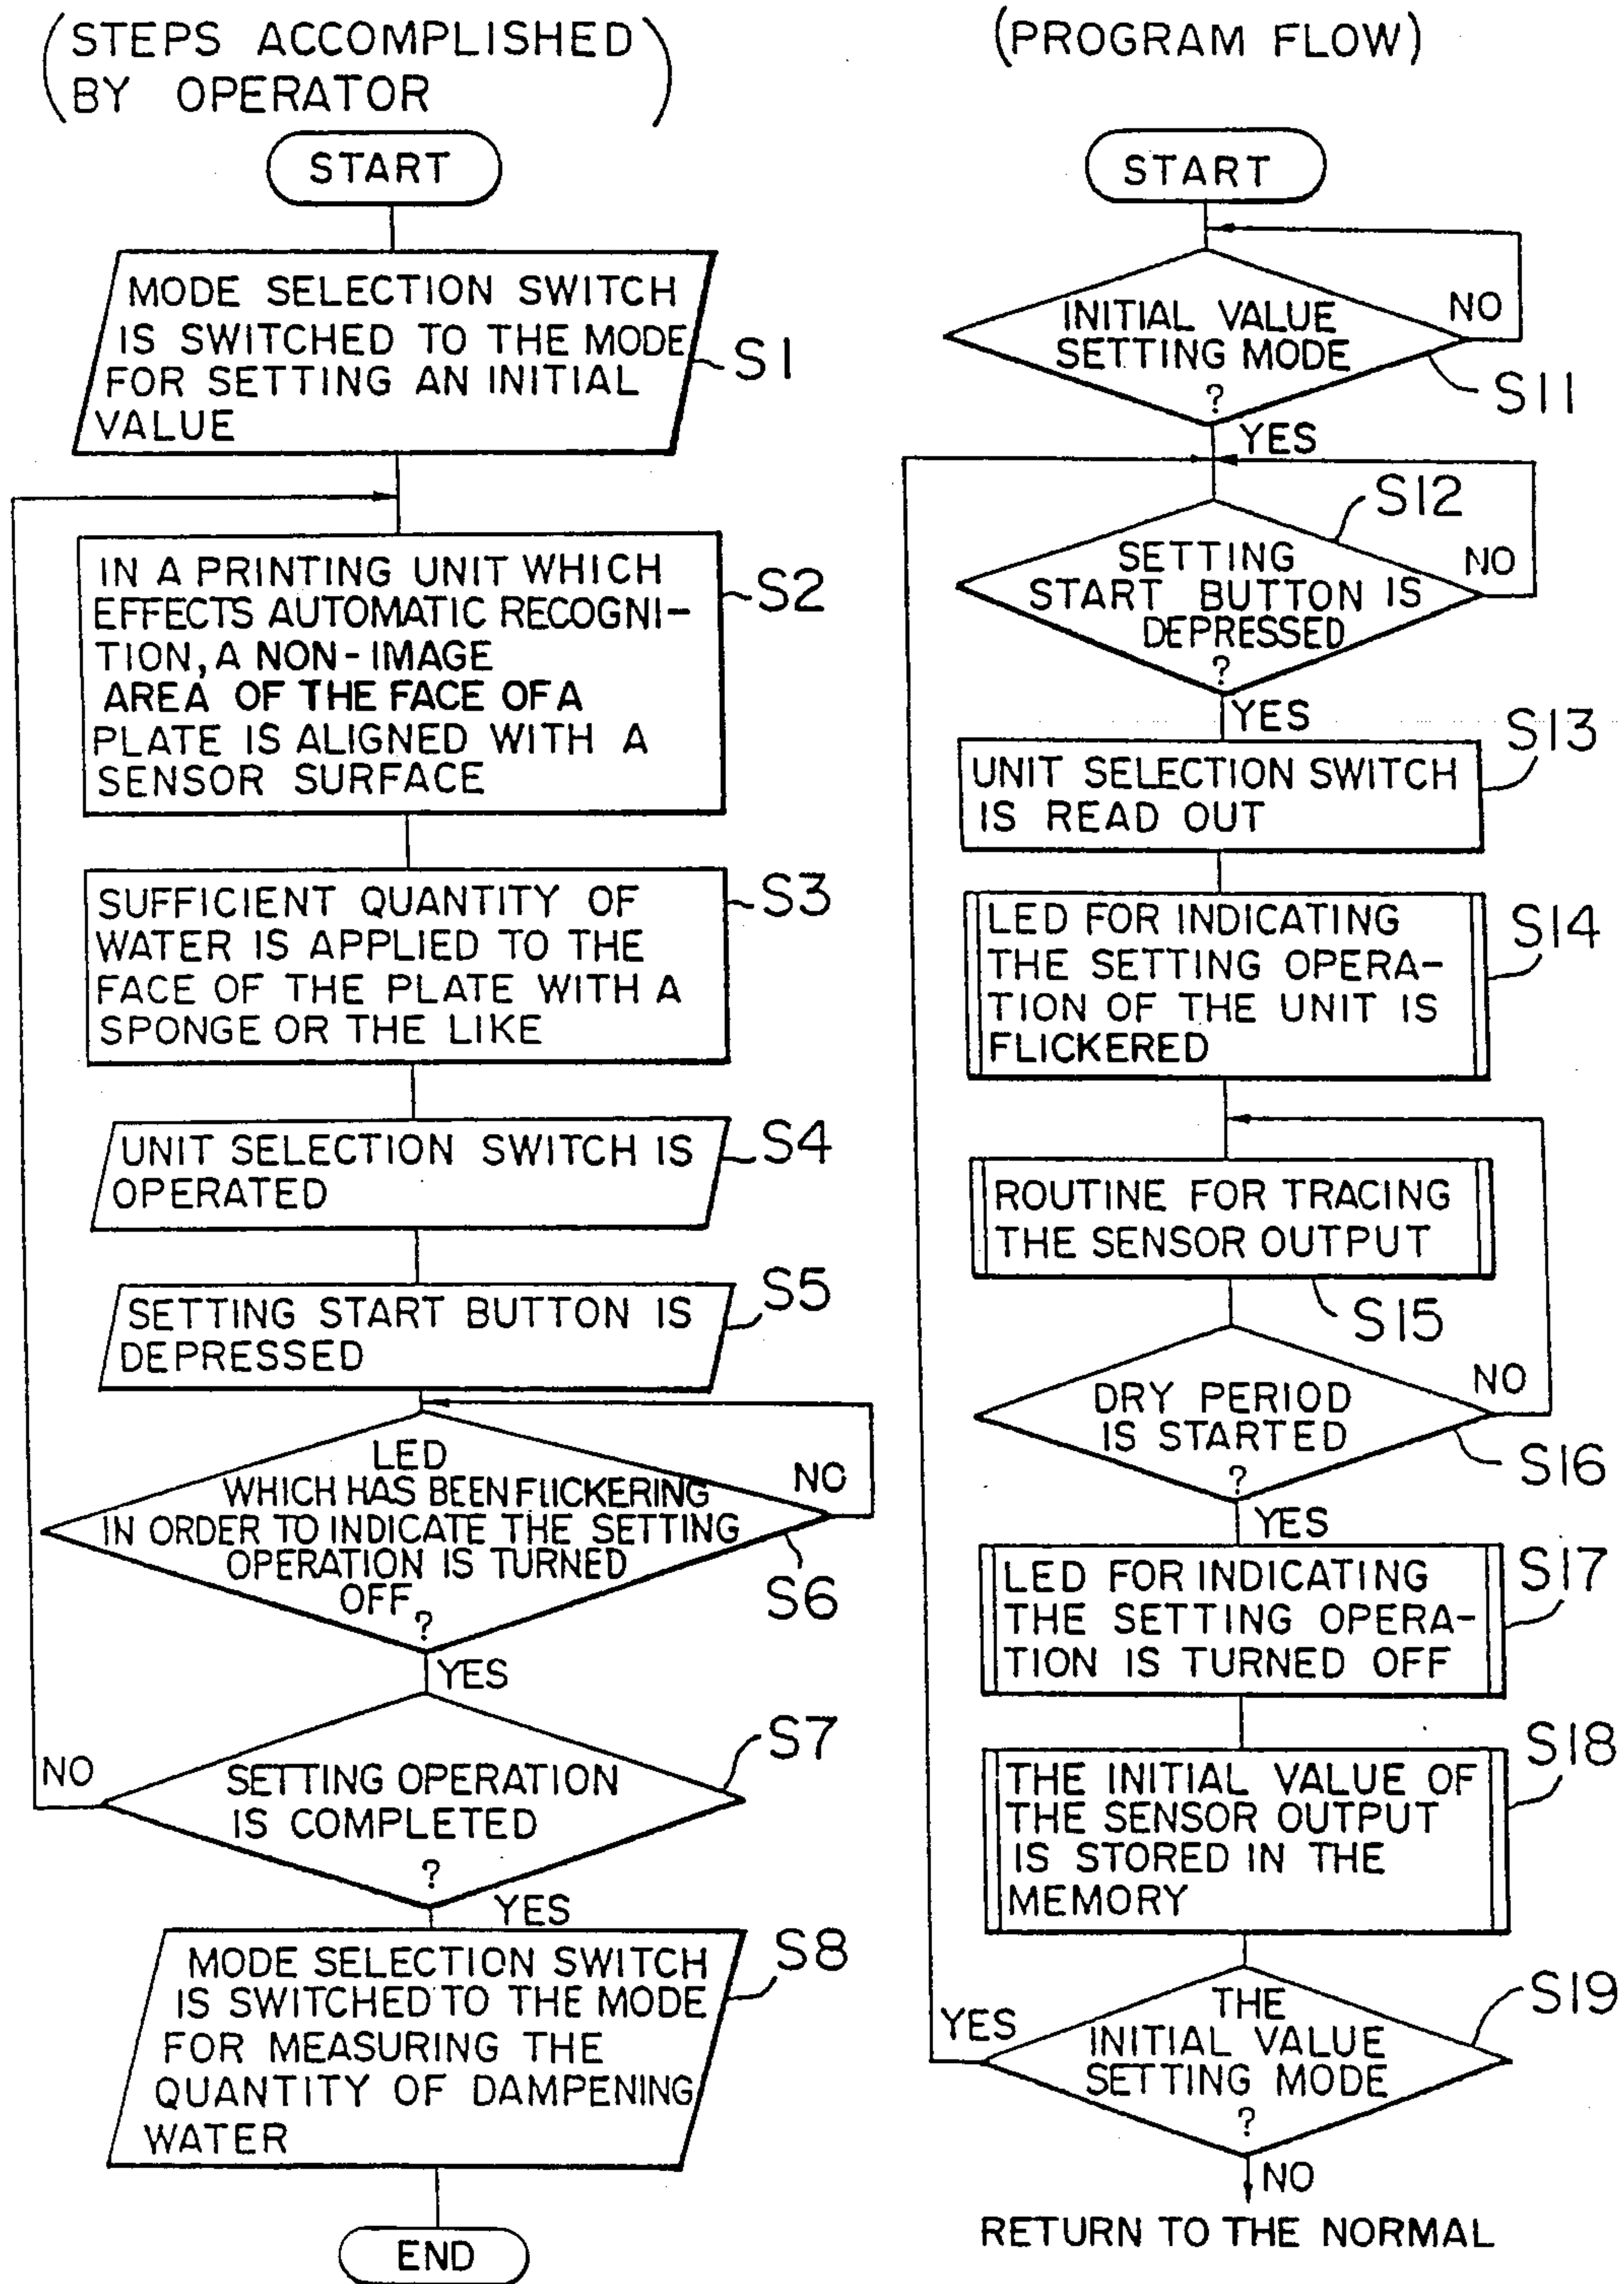 (STEPS ACCOMPLISHED
BY OPERATOR)
START
MODE SELECTION SWITCH
IS SWITCHED TO THE MODE
FOR SETTING AN INITIAL
VALUE
S1
IN A PRINTING UNIT WHICH
EFFECTS AUTOMATIC RECOGNI-
TION, A NON-IMAGE
AREA OF THE FACE OF A
PLATE IS ALIGNED WITH A
SENSOR SURFACE
S2
SUFFICIENT QUANTITY OF
WATER IS APPLIED TO THE
FACE OF THE PLATE WITH A
SPONGE OR THE LIKE
S3
UNIT SELECTION SWITCH IS
OPERATED
S4
SETTING START BUTTON IS
DEPRESSED
S5
LED
WHICH HAS BEEN FLICKERING
IN ORDER TO INDICATE THE SETTING
OPERATION IS TURNED
OFF
?
NO
S6
YES
SETTING OPERATION
IS COMPLETED
?
NO
S7
YES
MODE SELECTION SWITCH
IS SWITCHED TO THE MODE
FOR MEASURING THE
QUANTITY OF DAMPENING
WATER
S8
END
(PROGRAM FLOW)
START
INITIAL VALUE
SETTING MODE
?
NO
S11
YES
S12
SETTING
START BUTTON IS
DEPRESSED
?
NO
YES
S13
UNIT SELECTION SWITCH
IS READ OUT
LED FOR INDICATING
THE SETTING OPERA-
TION OF THE UNIT IS
FLICKERED
S14
ROUTINE FOR TRACING
THE SENSOR OUTPUT
S15
DRY PERIOD
IS STARTED
?
NO
S16
YES
LED FOR INDICATING
THE SETTING OPERA-
TION IS TURNED OFF
S17
THE INITIAL VALUE OF
THE SENSOR OUTPUT
IS STORED IN THE
MEMORY
S18
THE
INITIAL VALUE
SETTING MODE
?
YES
S19
NO
RETURN TO THE NORMAL